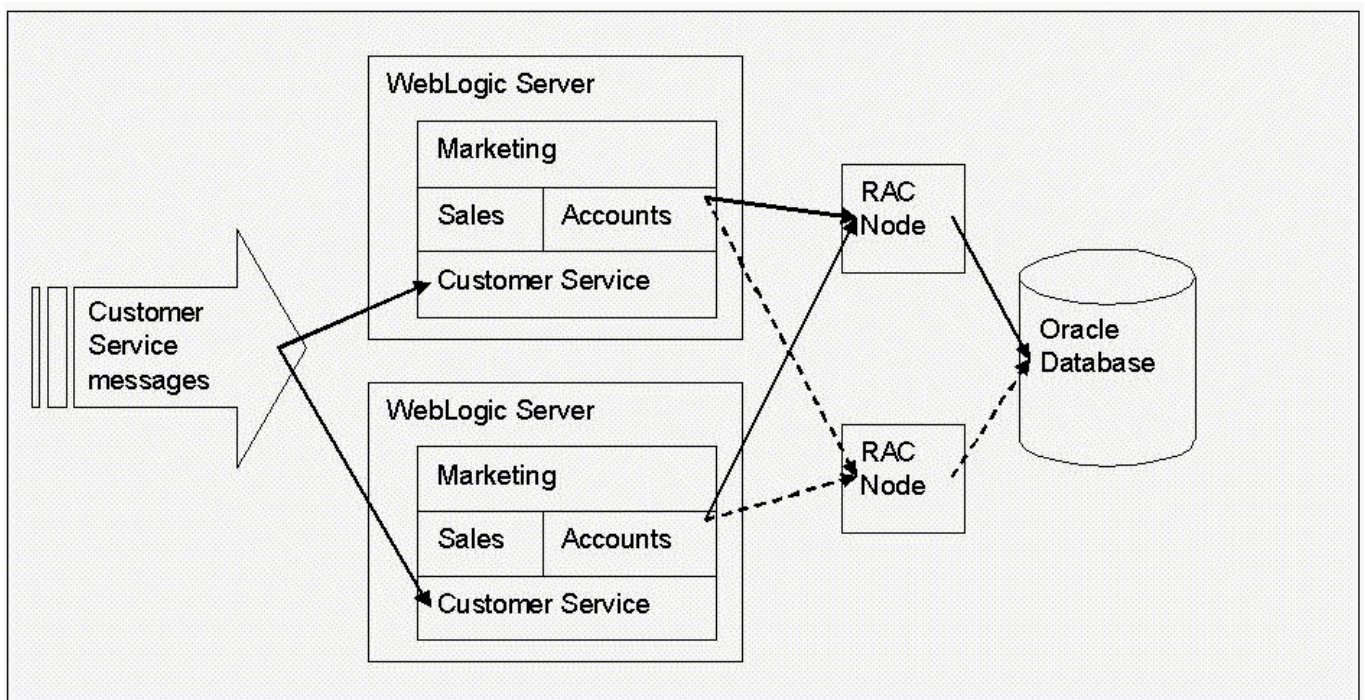 Customer
Service
messages
WebLogic Server
Marketing
Sales
Accounts
Customer Service
WebLogic Server
Marketing
Sales
Accounts
Customer Service
RAC
Node
RAC
Node
Oracle
Database